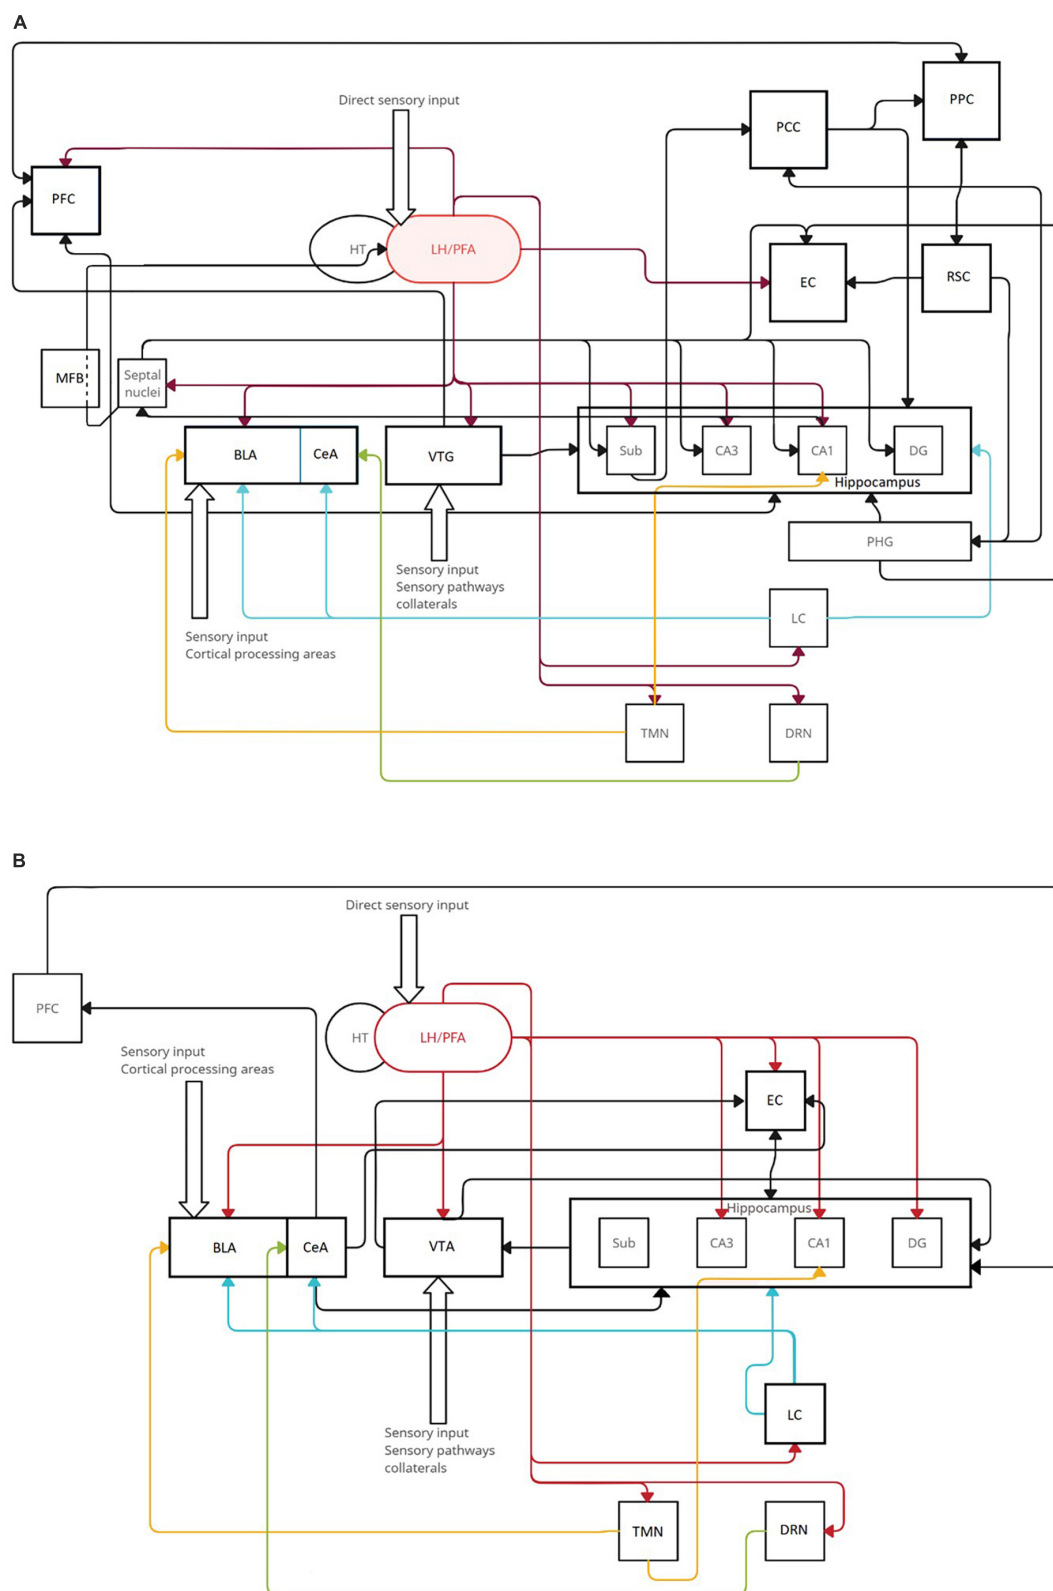 A
Direct sensory input
PPC
PCC
PFC
HT
LH/PFA
EC
RSC
MFB
Septal
nuclei
BLA
CeA
VTG
Sub
CA3
CA1
DG
Hippocampus
PHG
Sensory input
Sensory pathways
collaterals
LC
Sensory input
Cortical processing areas
TMN
DRN
B
Direct sensory input
PFC
HT
LH/PFA
Sensory input
Cortical processing areas
EC
Hippocampus
BLA
CeA
VTA
Sub
CA3
CA1
DG
LC
Sensory input
Sensory pathways
collaterals
TMN
DRN